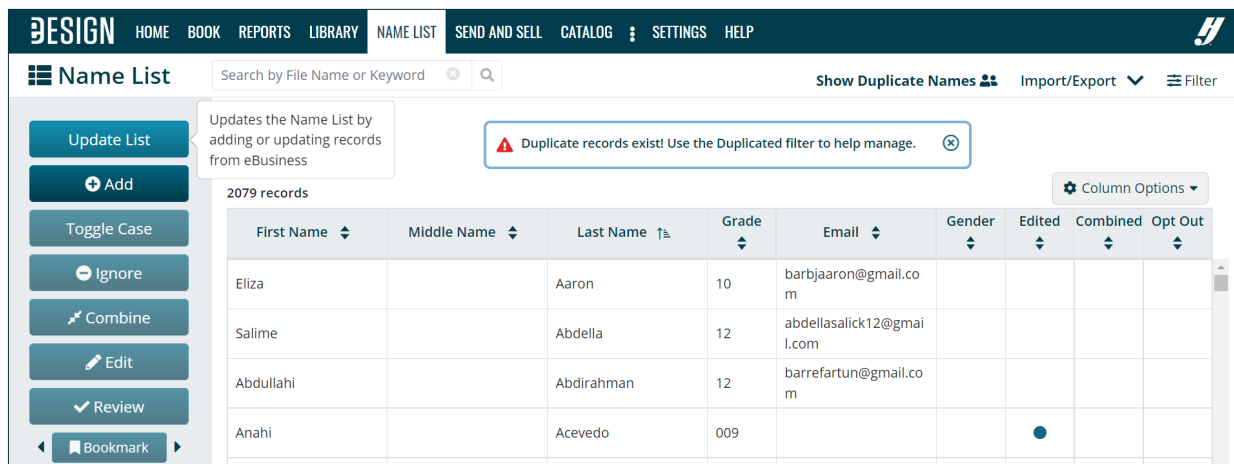 DESIGN HOME BOOK REPORTS LIBRARY NAME LIST SEND AND SELL CATALOG SETTINGS HELP
Name List
Search by File Name or Keyword
Show Duplicate Names
Import/Export
Filter
Update List
Updates the Name List by
adding or updating records
from eBusiness
Duplicate records exist! Use the Duplicated filter to help manage.
Add
Toggle Case
Ignore
Combine
Edit
Review
Bookmark
2079 records
Column Options
First Name Middle Name Last Name Grade Email Gender Edited Combined Opt Out
Eliza Aaron 10 barbjaaron@gmail.co
m
Salime Abdella 12 abdellasalick12@gmai
l.com
Abdullahi Abdirahman 12 barrefartun@gmail.co
m
Anahi Acevedo 009